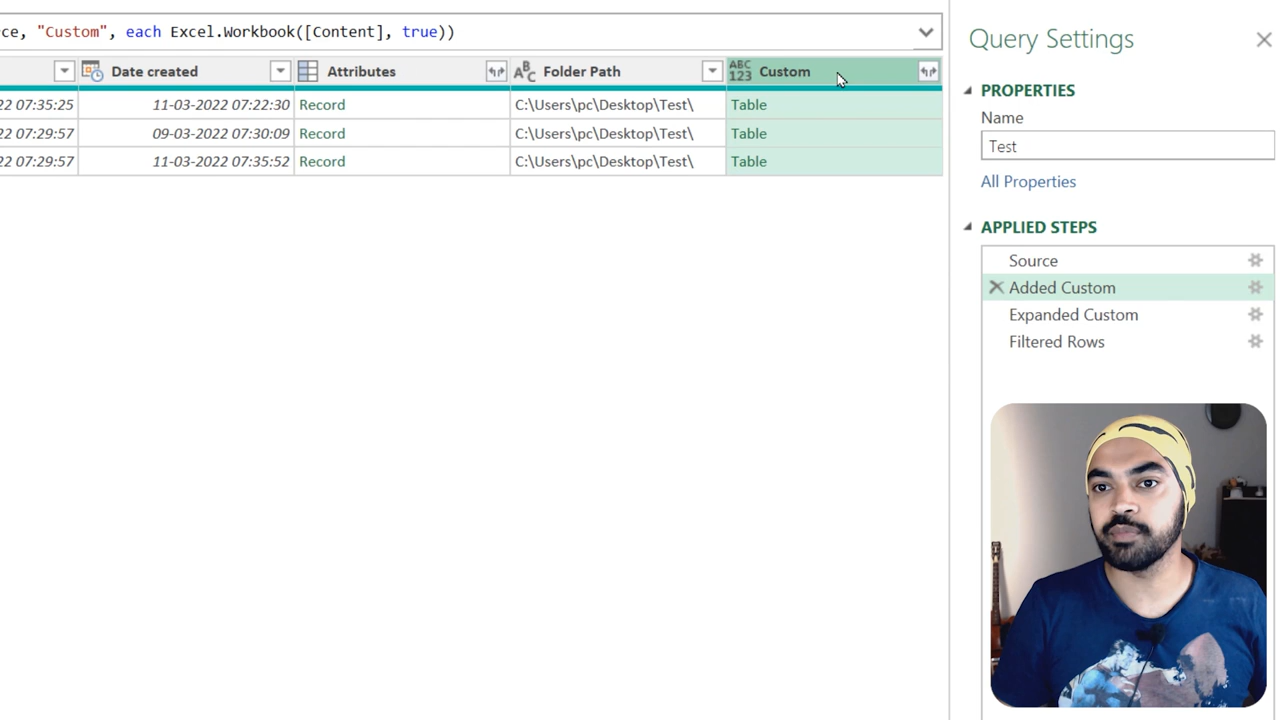 ce, "Custom", each Excel.Workbook([Content], true))
Query Settings
Date created Attributes ABC Folder Path ABC 123 Custom
22 07:35:25 11-03-2022 07:22:30 Record C:\Users\pc\Desktop\Test\ Table
22 07:29:57 09-03-2022 07:30:09 Record C:\Users\pc\Desktop\Test\ Table
22 07:29:57 11-03-2022 07:35:52 Record C:\Users\pc\Desktop\Test\ Table
PROPERTIES
Name
Test
All Properties
APPLIED STEPS
Source
Added Custom
Expanded Custom
Filtered Rows